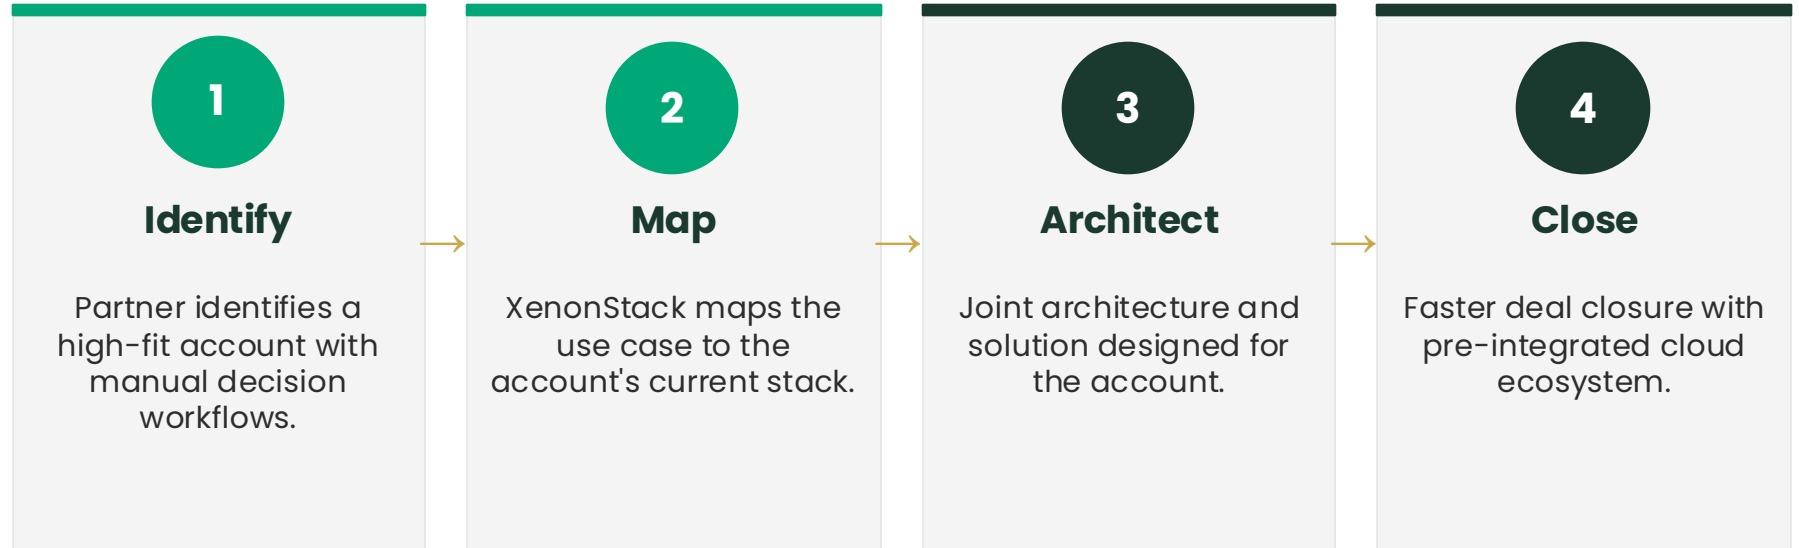 1
Identify
Partner identifies a
high-fit account with
manual decision
workflows.
→
2
Map
XenonStack maps the
use case to the
account's current stack.
→
3
Architect
Joint architecture and
solution designed for
the account.
→
4
Close
Faster deal closure with
pre-integrated cloud
ecosystem.